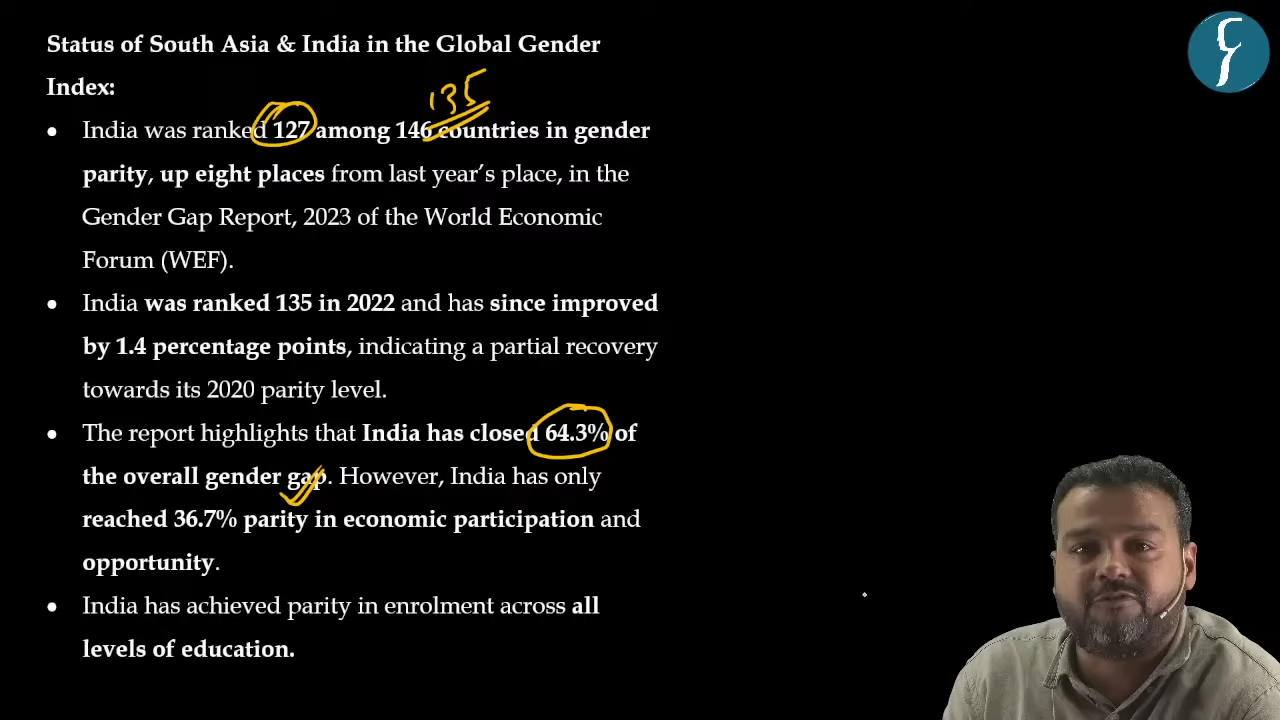 Status of South Asia & India in the Global Gender
Index:
135
• India was ranked 127 among 146 countries in gender
parity, up eight places from last year’s place, in the
Gender Gap Report, 2023 of the World Economic
Forum (WEF).
• India was ranked 135 in 2022 and has since improved
by 1.4 percentage points, indicating a partial recovery
towards its 2020 parity level.
• The report highlights that India has closed 64.3% of
the overall gender gap. However, India has only
reached 36.7% parity in economic participation and
opportunity.
• India has achieved parity in enrolment across all
levels of education.